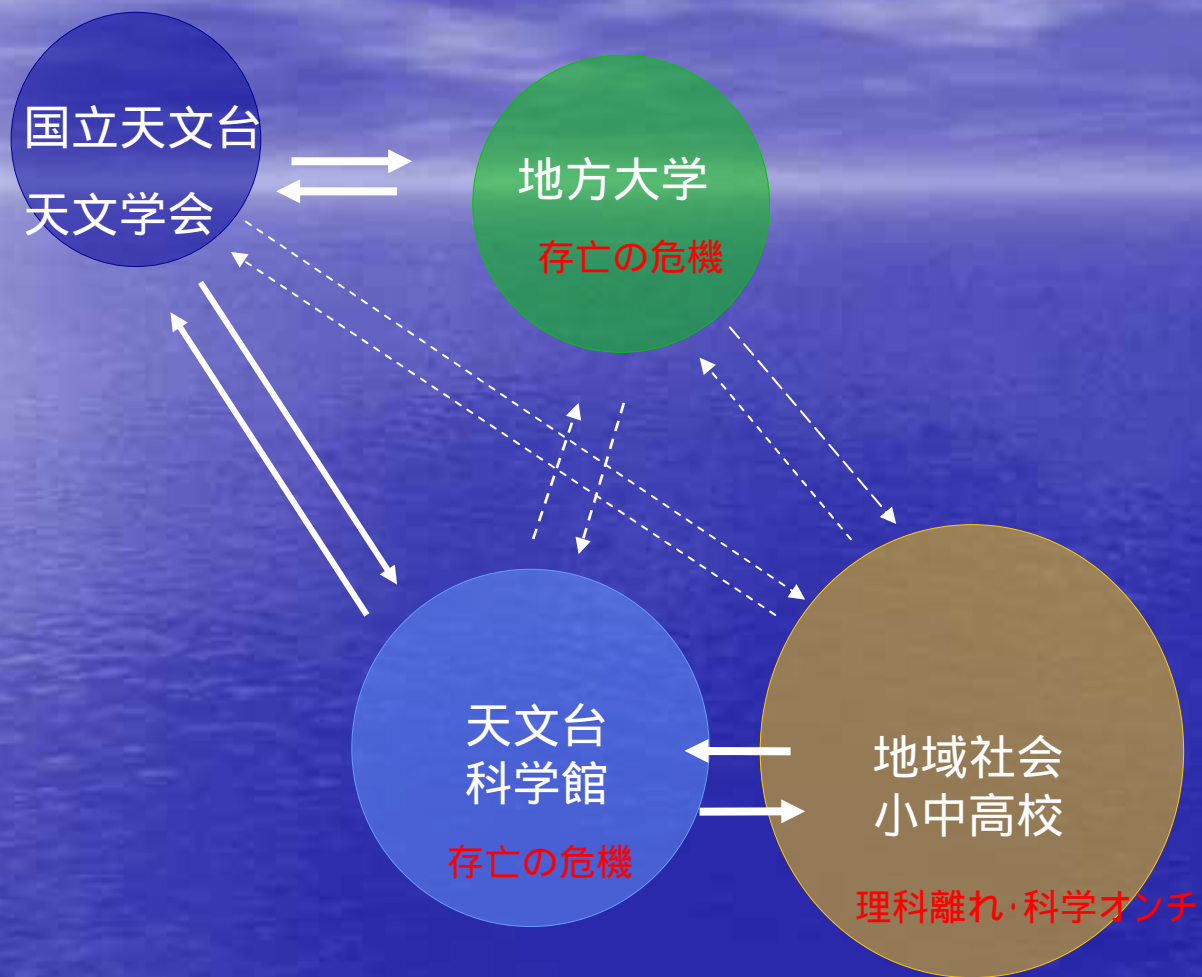 国立天文台
天文学会
地方大学
存亡の危機
天文台
科学館
存亡の危機
地域社会
小中高校
理科離れ・科学オンチ